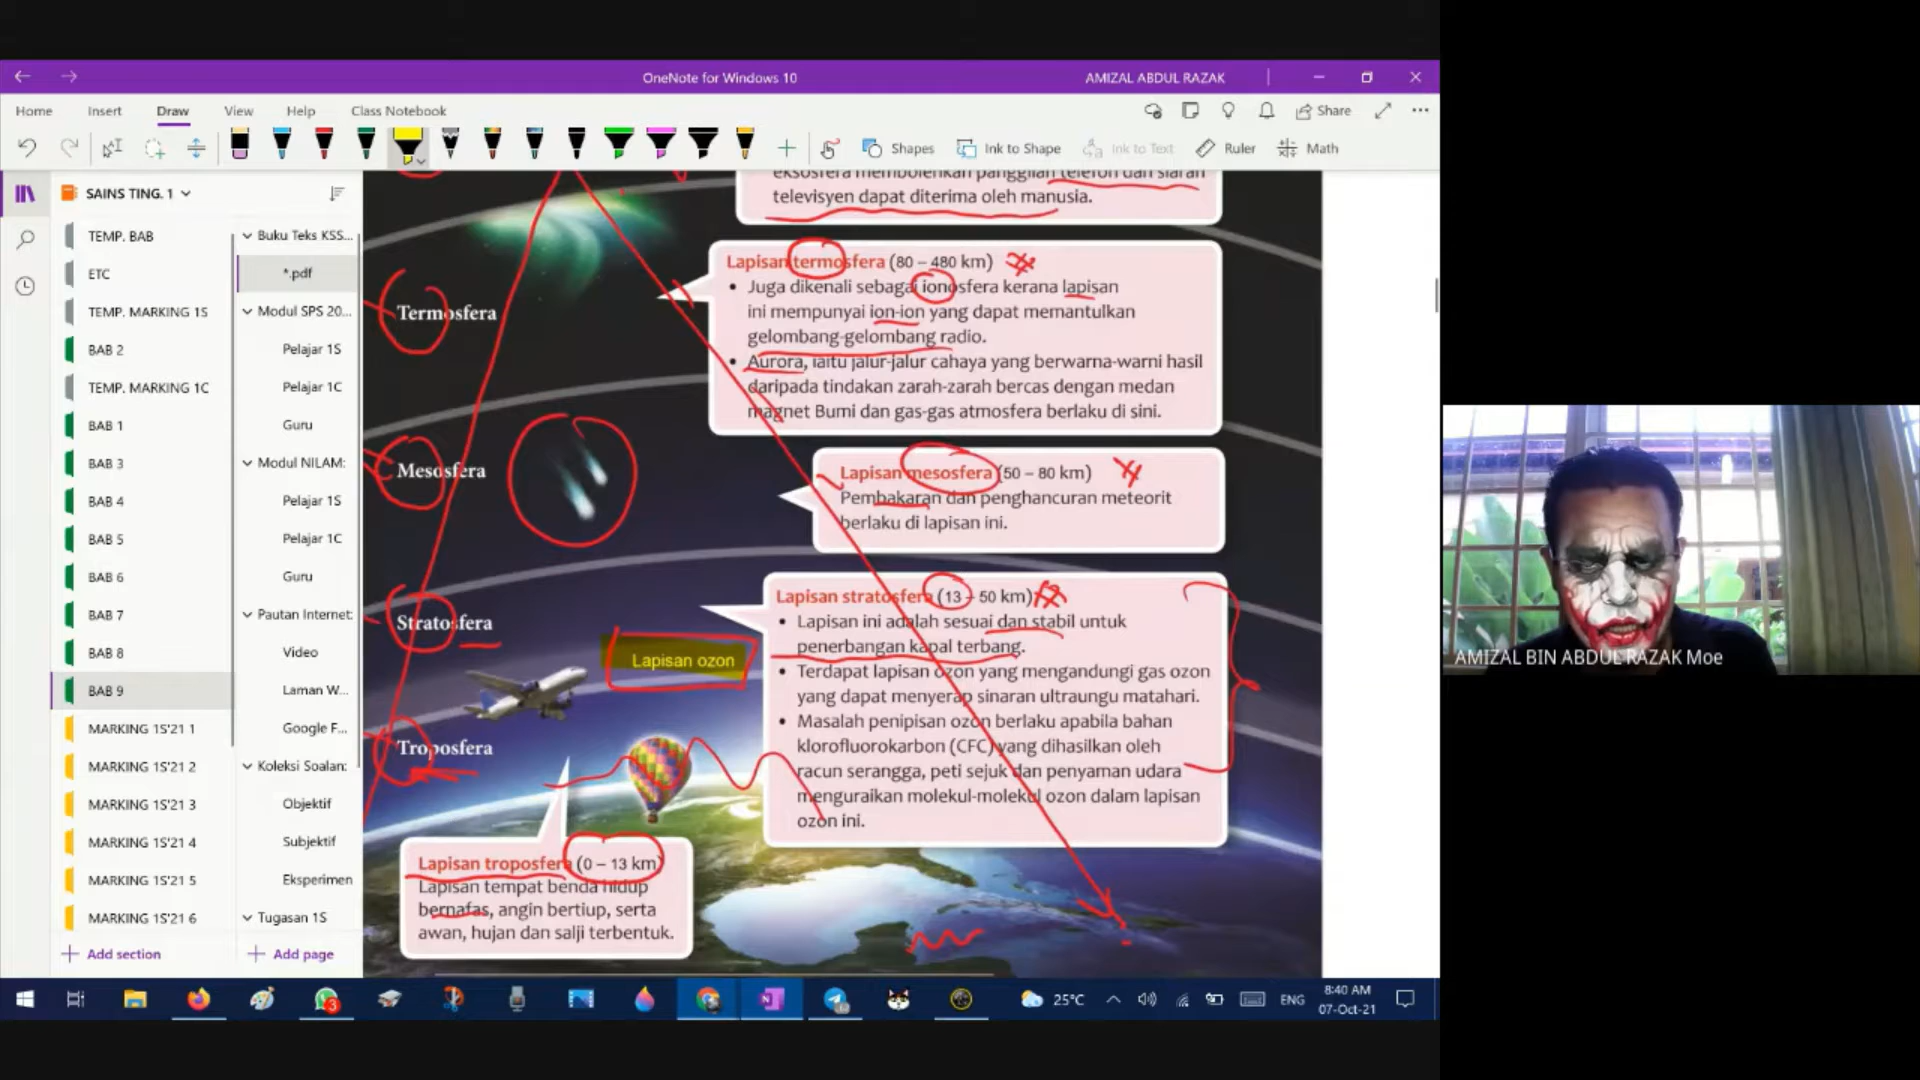 OneNote for Windows 10
AMIZAL ABDUL RAZAK
Home
Insert
Draw
View
Help
Class Notebook
Share
Shapes
Ink to Shape
Ink to Text
Ruler
Math
SAINS TING. 1
TEMP. BAB
ETC
TEMP. MARKING 1S
BAB 2
TEMP. MARKING 1C
BAB 1
BAB 3
BAB 4
BAB 5
BAB 6
BAB 7
BAB 8
BAB 9
MARKING 1S'21 1
MARKING 1S'21 2
MARKING 1S'21 3
MARKING 1S'21 4
MARKING 1S'21 5
MARKING 1S'21 6
Add section
Buku Teks KSS...
*.pdf
Modul SPS 20...
Pelajar 1S
Pelajar 1C
Guru
Modul NILAM:
Pelajar 1S
Pelajar 1C
Guru
Pautan Internet:
Video
Laman W...
Google F...
Koleksi Soalan:
Objektif
Subjektif
Eksperimen
Tugasan 1S
Add page
eksosfera membolehkan panggilan telefon dan siaran
televisyen dapat diterima oleh manusia.
Termosfera
Lapisan termosfera (80 – 480 km)
• Juga dikenali sebagai ionosfera kerana lapisan
ini mempunyai ion-ion yang dapat memantulkan
gelombang-gelombang radio.
• Aurora, iaitu jalur-jalur cahaya yang berwarna-warni hasil
daripada tindakan zarah-zarah bercas dengan medan
magnet Bumi dan gas-gas atmosfera berlaku di sini.
Mesosfera
Lapisan mesosfera (50 – 80 km)
Pembakaran dan penghancuran meteorit
berlaku di lapisan ini.
Stratosfera
Lapisan ozon
Lapisan stratosfera (13 – 50 km)
• Lapisan ini adalah sesuai dan stabil untuk
penerbangan kapal terbang.
• Terdapat lapisan ozon yang mengandungi gas ozon
yang dapat menyerap sinaran ultraungu matahari.
• Masalah penipisan ozon berlaku apabila bahan
klorofluorokarbon (CFC) yang dihasilkan oleh
racun serangga, peti sejuk dan penyaman udara
menguraikan molekul-molekul ozon dalam lapisan
ozon ini.
Troposfera
Lapisan troposfera (0 – 13 km)
Lapisan tempat benda hidup
bernafas, angin bertiup, serta
awan, hujan dan salji terbentuk.
AMIZAL BIN ABDUL RAZAK Moe
3
25°C
ENG
8:40 AM
07-Oct-21